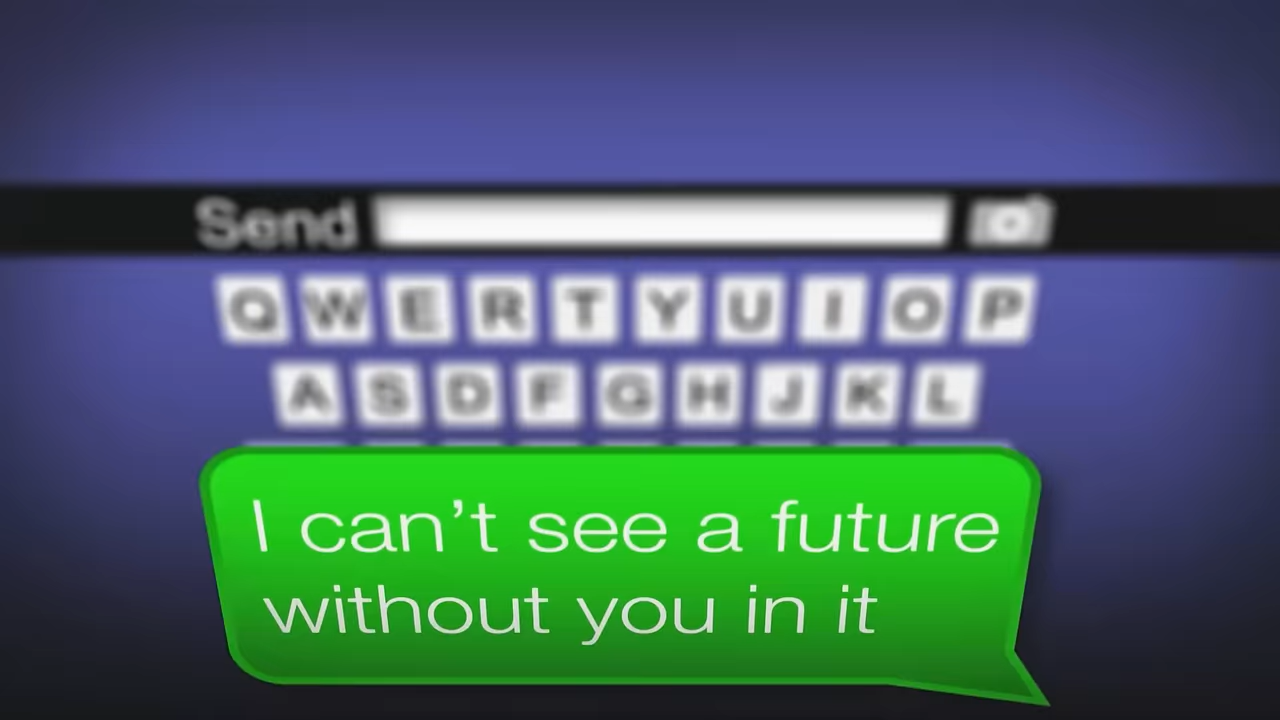 Send
Q W E R T Y U I O P
A S D F G H J K L
I can't see a future
without you in it